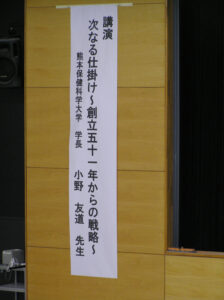 講演
次なる仕掛け～創立五十一年からの戦略～
熊本保健科学大学　学長
小野　友道　先生